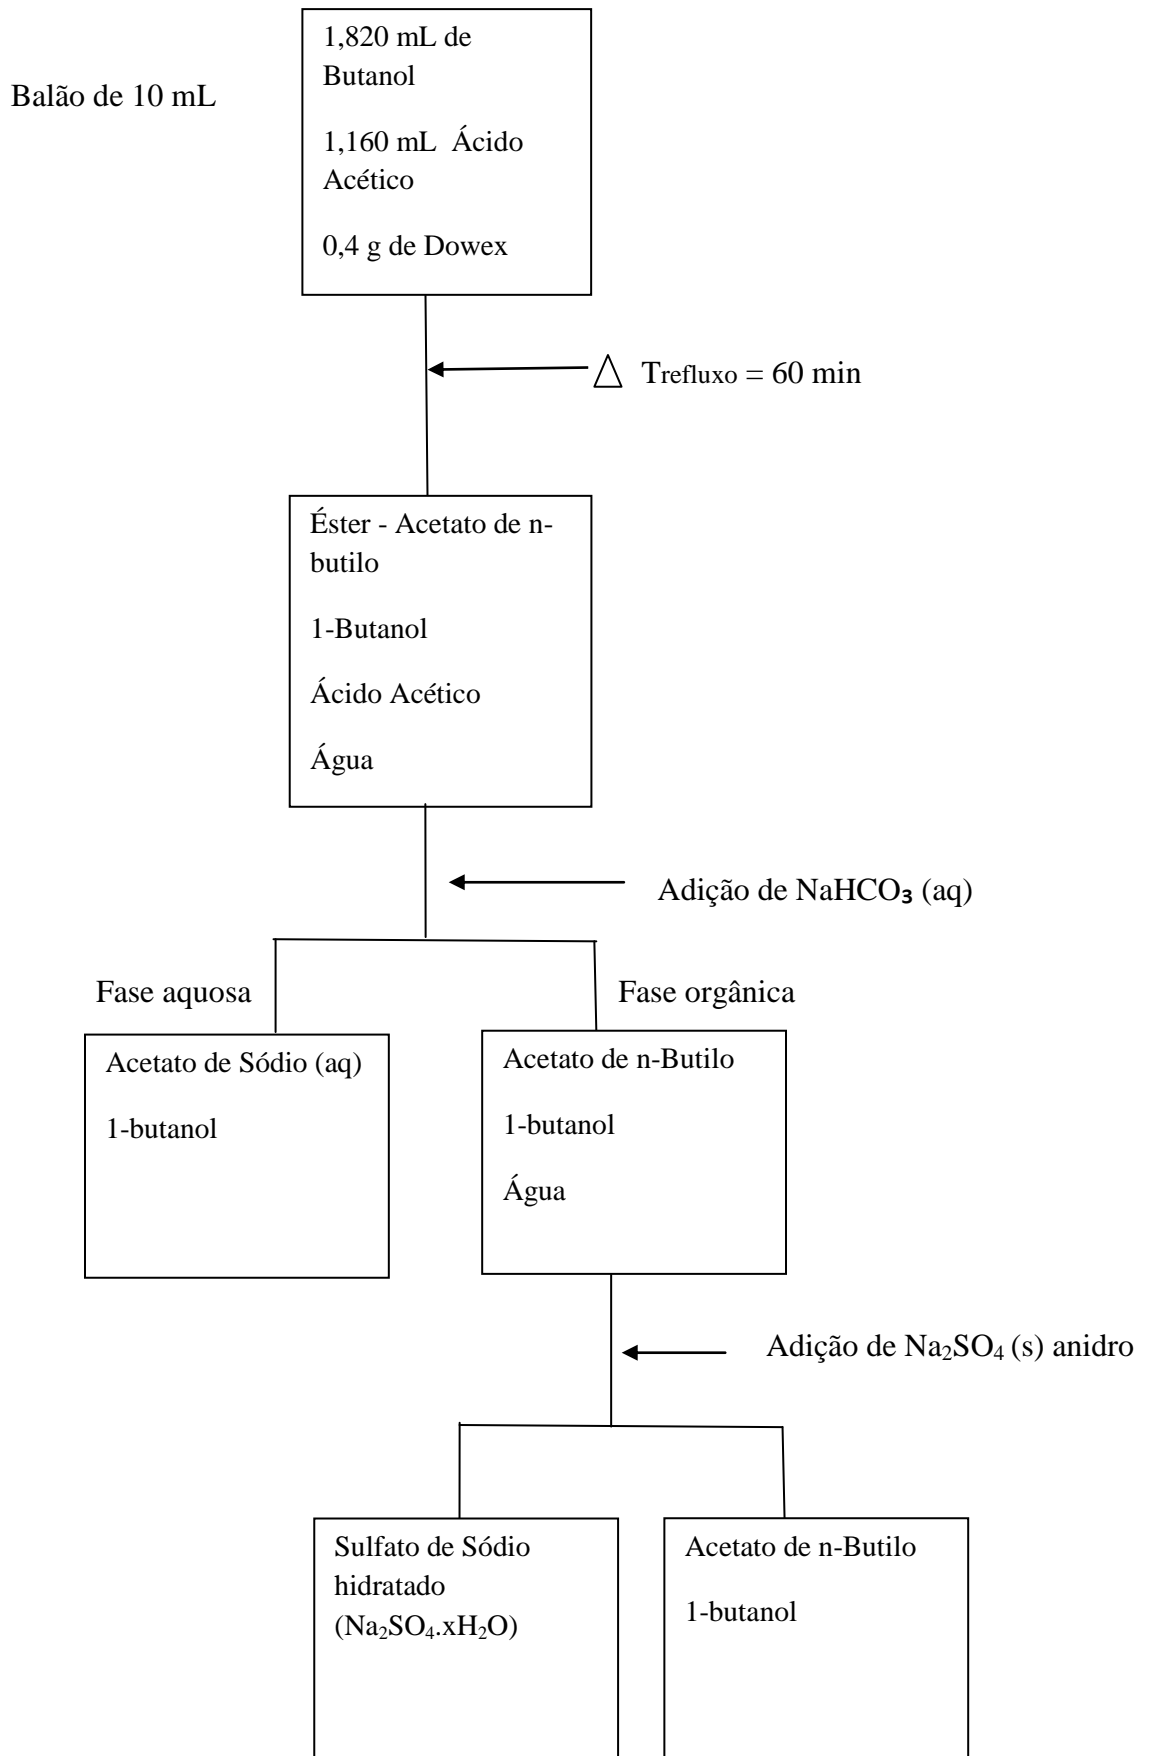 1,820 mL de
Butanol
Balão de 10 mL
1,160 mL Ácido
Acético
0,4 g de Dowex
△ Trefluxo = 60 min
Éster - Acetato de n-
butilo
1-Butanol
Ácido Acético
Água
Adição de NaHCO₃ (aq)
Fase aquosa
Fase orgânica
Acetato de Sódio (aq)
1-butanol
Acetato de n-Butilo
1-butanol
Água
Adição de Na₂SO₄ (s) anidro
Sulfato de Sódio
hidratado
(Na₂SO₄.xH₂O)
Acetato de n-Butilo
1-butanol